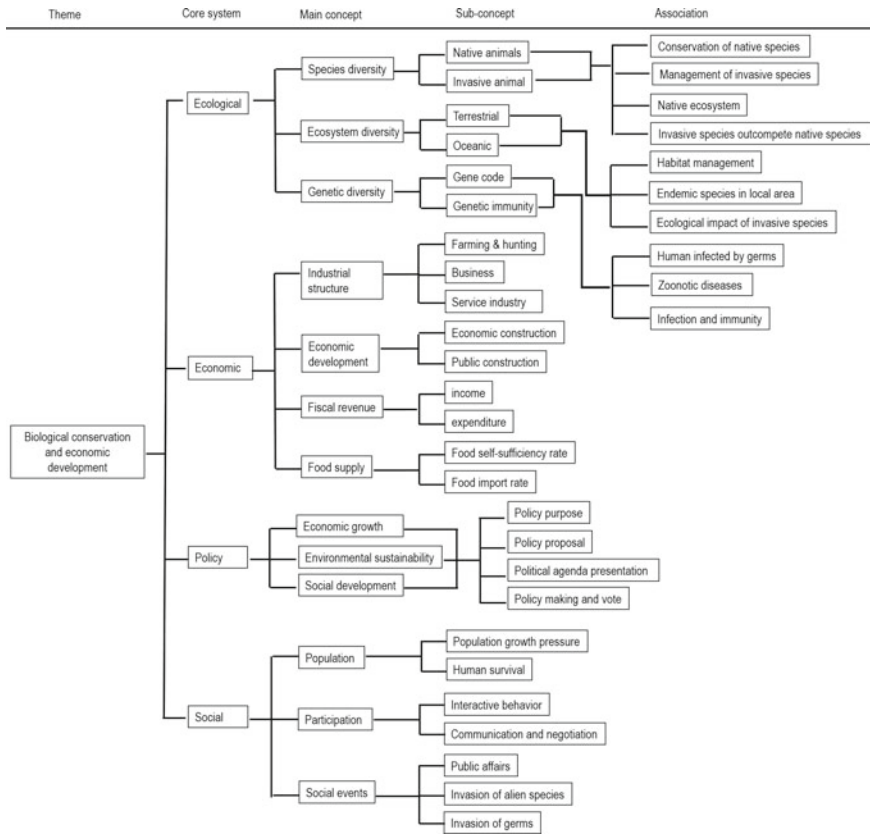 Theme
Core system
Main concept
Sub-concept
Association
Biological conservation
and economic
development
Ecological
Species diversity
Native animals
Invasive animal
Conservation of native species
Management of invasive species
Native ecosystem
Invasive species outcompete native species
Ecosystem diversity
Terrestrial
Oceanic
Habitat management
Endemic species in local area
Ecological impact of invasive species
Genetic diversity
Gene code
Genetic immunity
Human infected by germs
Zoonotic diseases
Infection and immunity
Economic
Industrial
structure
Farming & hunting
Business
Service industry
Economic
development
Economic construction
Public construction
Fiscal revenue
income
expenditure
Food supply
Food self-sufficiency rate
Food import rate
Policy
Economic growth
Environmental sustainability
Social development
Policy purpose
Policy proposal
Political agenda presentation
Policy making and vote
Social
Population
Population growth pressure
Human survival
Participation
Interactive behavior
Communication and negotiation
Social events
Public affairs
Invasion of alien species
Invasion of germs